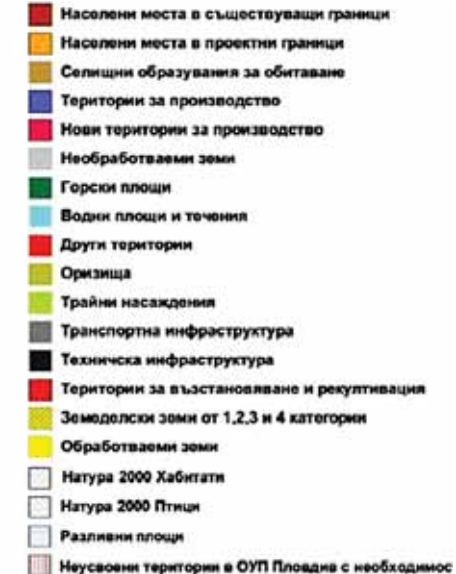 Населени места в съществуващи граници
Населени места в проектни граници
Селищни образувания за обитаване
Територии за производство
Нови територии за производство
Необработваеми земи
Горски площи
Водни площи и течения
Други територии
Оризища
Трайни насаждения
Транспортна инфраструктура
Техничска инфраструктура
Територии за възстановяване и рекултивация
Земеделски земи от 1,2,3 и 4 категории
Обработваеми земи
Натура 2000 Хабитати
Натура 2000 Птици
Разливни площи
Неусвоени територии в ОУП Пловдив с необходимос